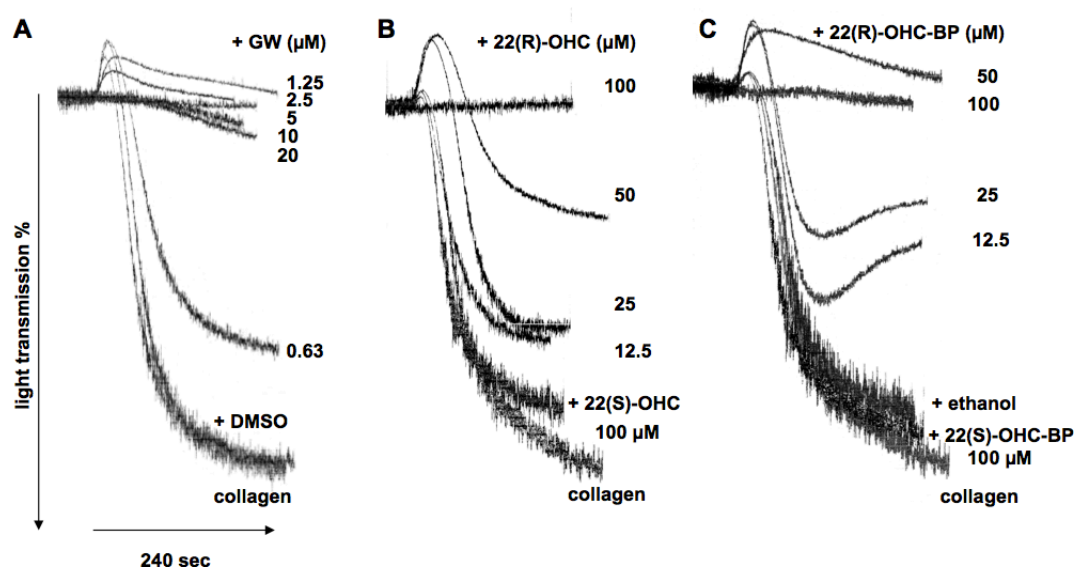 A
+ GW (µM)
1.25
2.5
5
10
20
0.63
+ DMSO
collagen
light transmission %
240 sec
B
+ 22(R)-OHC (µM)
100
50
25
12.5
+ 22(S)-OHC
100 µM
collagen
C
+ 22(R)-OHC-BP (µM)
50
100
25
12.5
+ ethanol
+ 22(S)-OHC-BP
100 µM
collagen